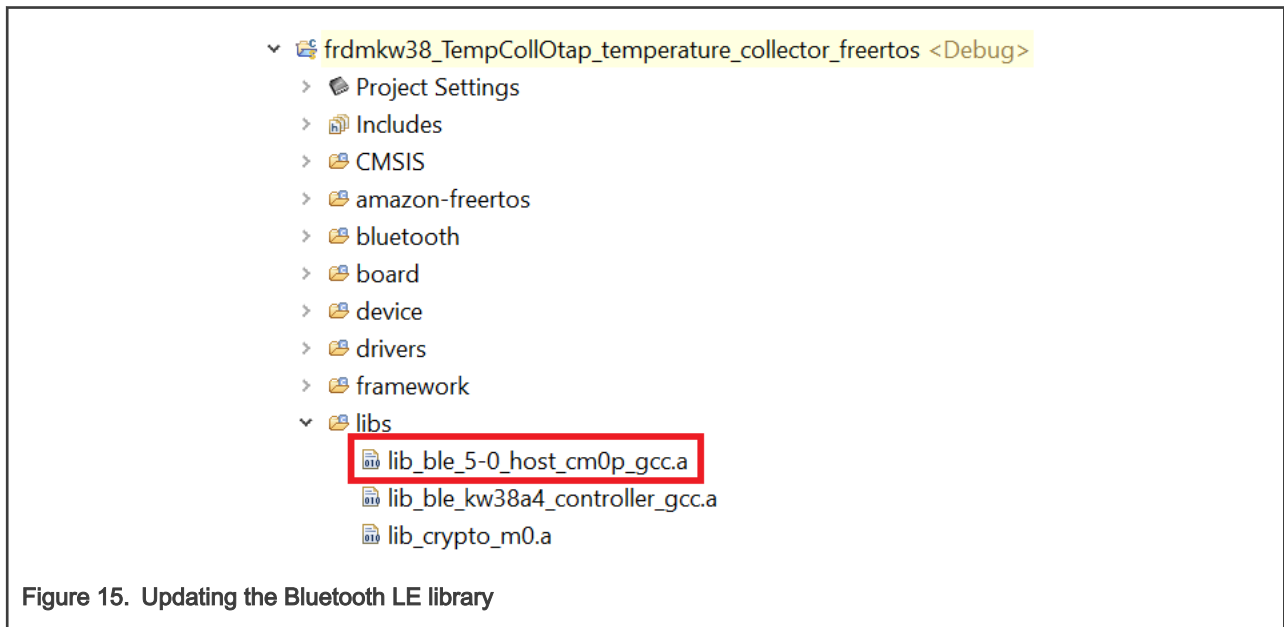 frdmkw38_TempCollOtap_temperature_collector_freertos <Debug>
Project Settings
Includes
CMSIS
amazon-freertos
bluetooth
board
device
drivers
framework
libs
lib_ble_5-0_host_cm0p_gcc.a
lib_ble_kw38a4_controller_gcc.a
lib_crypto_m0.a
Figure 15. Updating the Bluetooth LE library